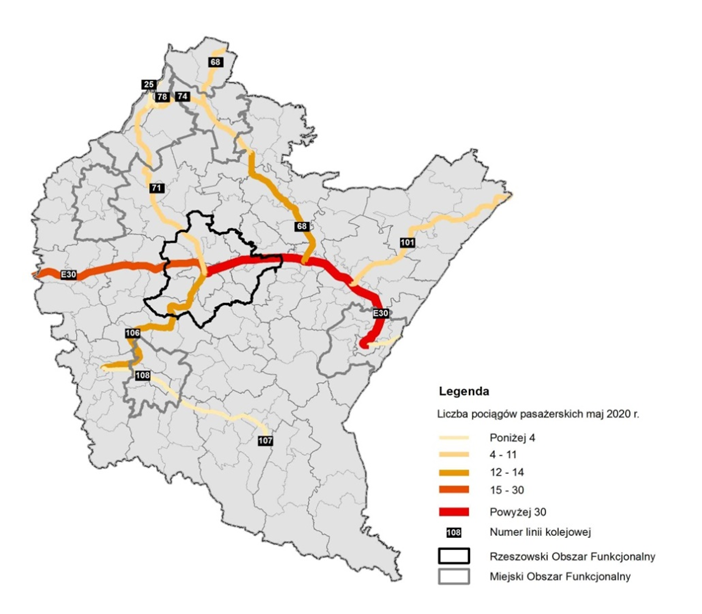 68
25
78
74
71
68
101
E30
E30
106
108
107
Legenda
Liczba pociągów pasażerskich maj 2020 r.
Poniżej 4
4 - 11
12 - 14
15 - 30
Powyżej 30
108 Numer linii kolejowej
Rzeszowski Obszar Funkcjonalny
Miejski Obszar Funkcjonalny